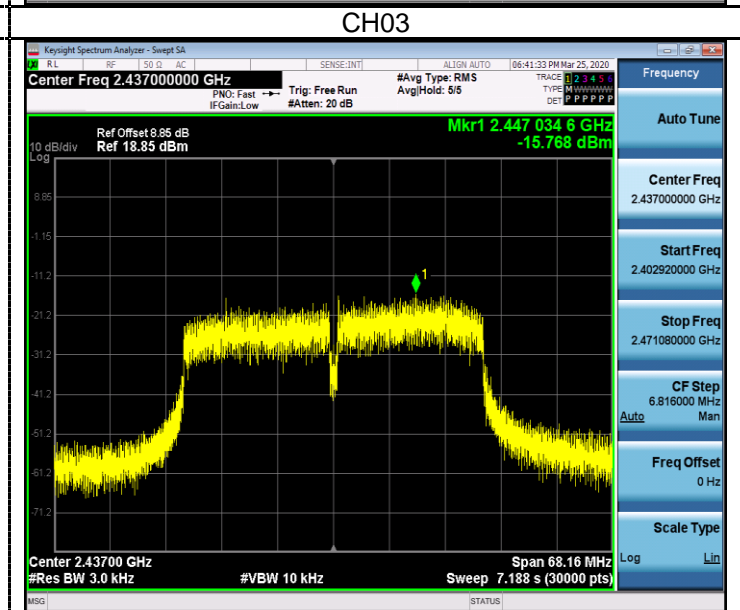 CH03
Keysight Spectrum Analyzer - Swept SA
LXI RL RF 50 Ω AC SENSE:INT ALIGN AUTO 06:41:33 PM Mar 25, 2020
Center Freq 2.437000000 GHz
PNO: Fast
IFGain:Low
Trig: Free Run
#Atten: 20 dB
#Avg Type: RMS
Avg|Hold: 5/5
TRACE 1 2 3 4 5 6
TYPE M WWWWW
DET P P P P P P
Frequency
Ref Offset 8.85 dB
10 dB/div Ref 18.85 dBm
Log
Mkr1 2.447 034 6 GHz
-15.768 dBm
8.85
-1.15
-11.2
-21.2
-31.2
-41.2
-51.2
-61.2
-71.2
1
Center 2.43700 GHz Span 68.16 MHz
#Res BW 3.0 kHz #VBW 10 kHz Sweep 7.188 s (30000 pts)
Auto Tune
Center Freq
2.437000000 GHz
Start Freq
2.402920000 GHz
Stop Freq
2.471080000 GHz
CF Step
6.816000 MHz
Auto Man
Freq Offset
0 Hz
Scale Type
Log Lin
MSG STATUS